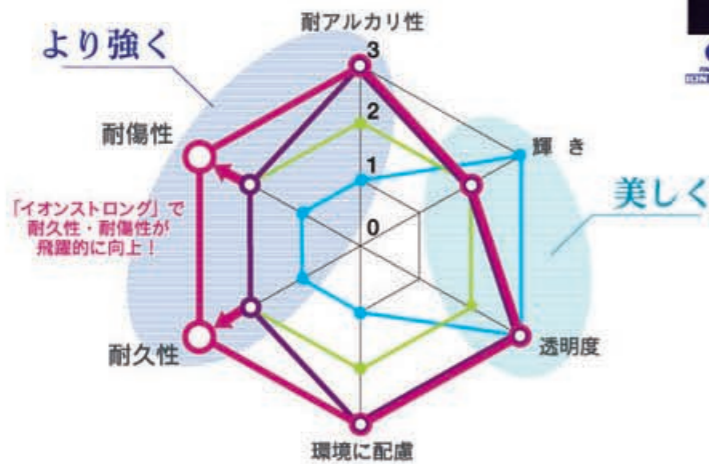 耐アルカリ性
より強く
3
2
耐傷性
輝き
1
美しく
「イオンストロング」で
耐久性・耐傷性が
飛躍的に向上！
0
耐久性
透明度
環境に配慮